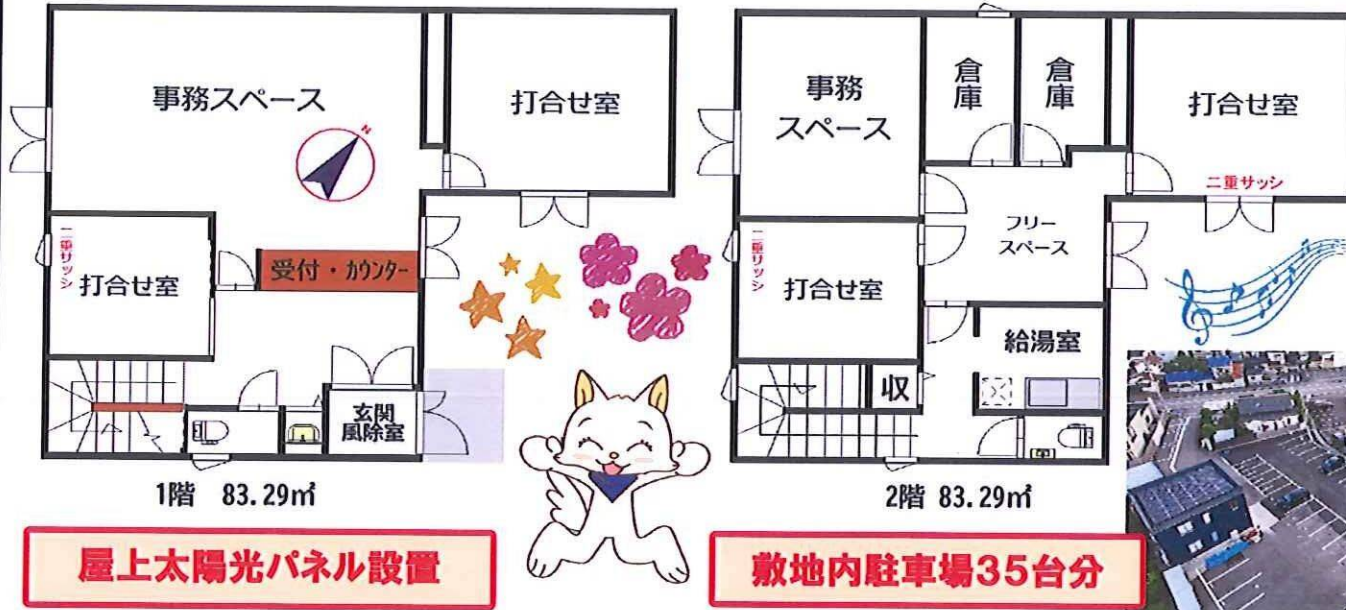 事務スペース
打合せ室
N
二重サッシ
打合せ室
受付・カウンター
玄関
風除室
1階 83.29㎡
屋上太陽光パネル設置
事務
スペース
倉庫
倉庫
打合せ室
二重サッシ
フリー
スペース
二重サッシ
打合せ室
給湯室
収
2階 83.29㎡
敷地内駐車場35台分